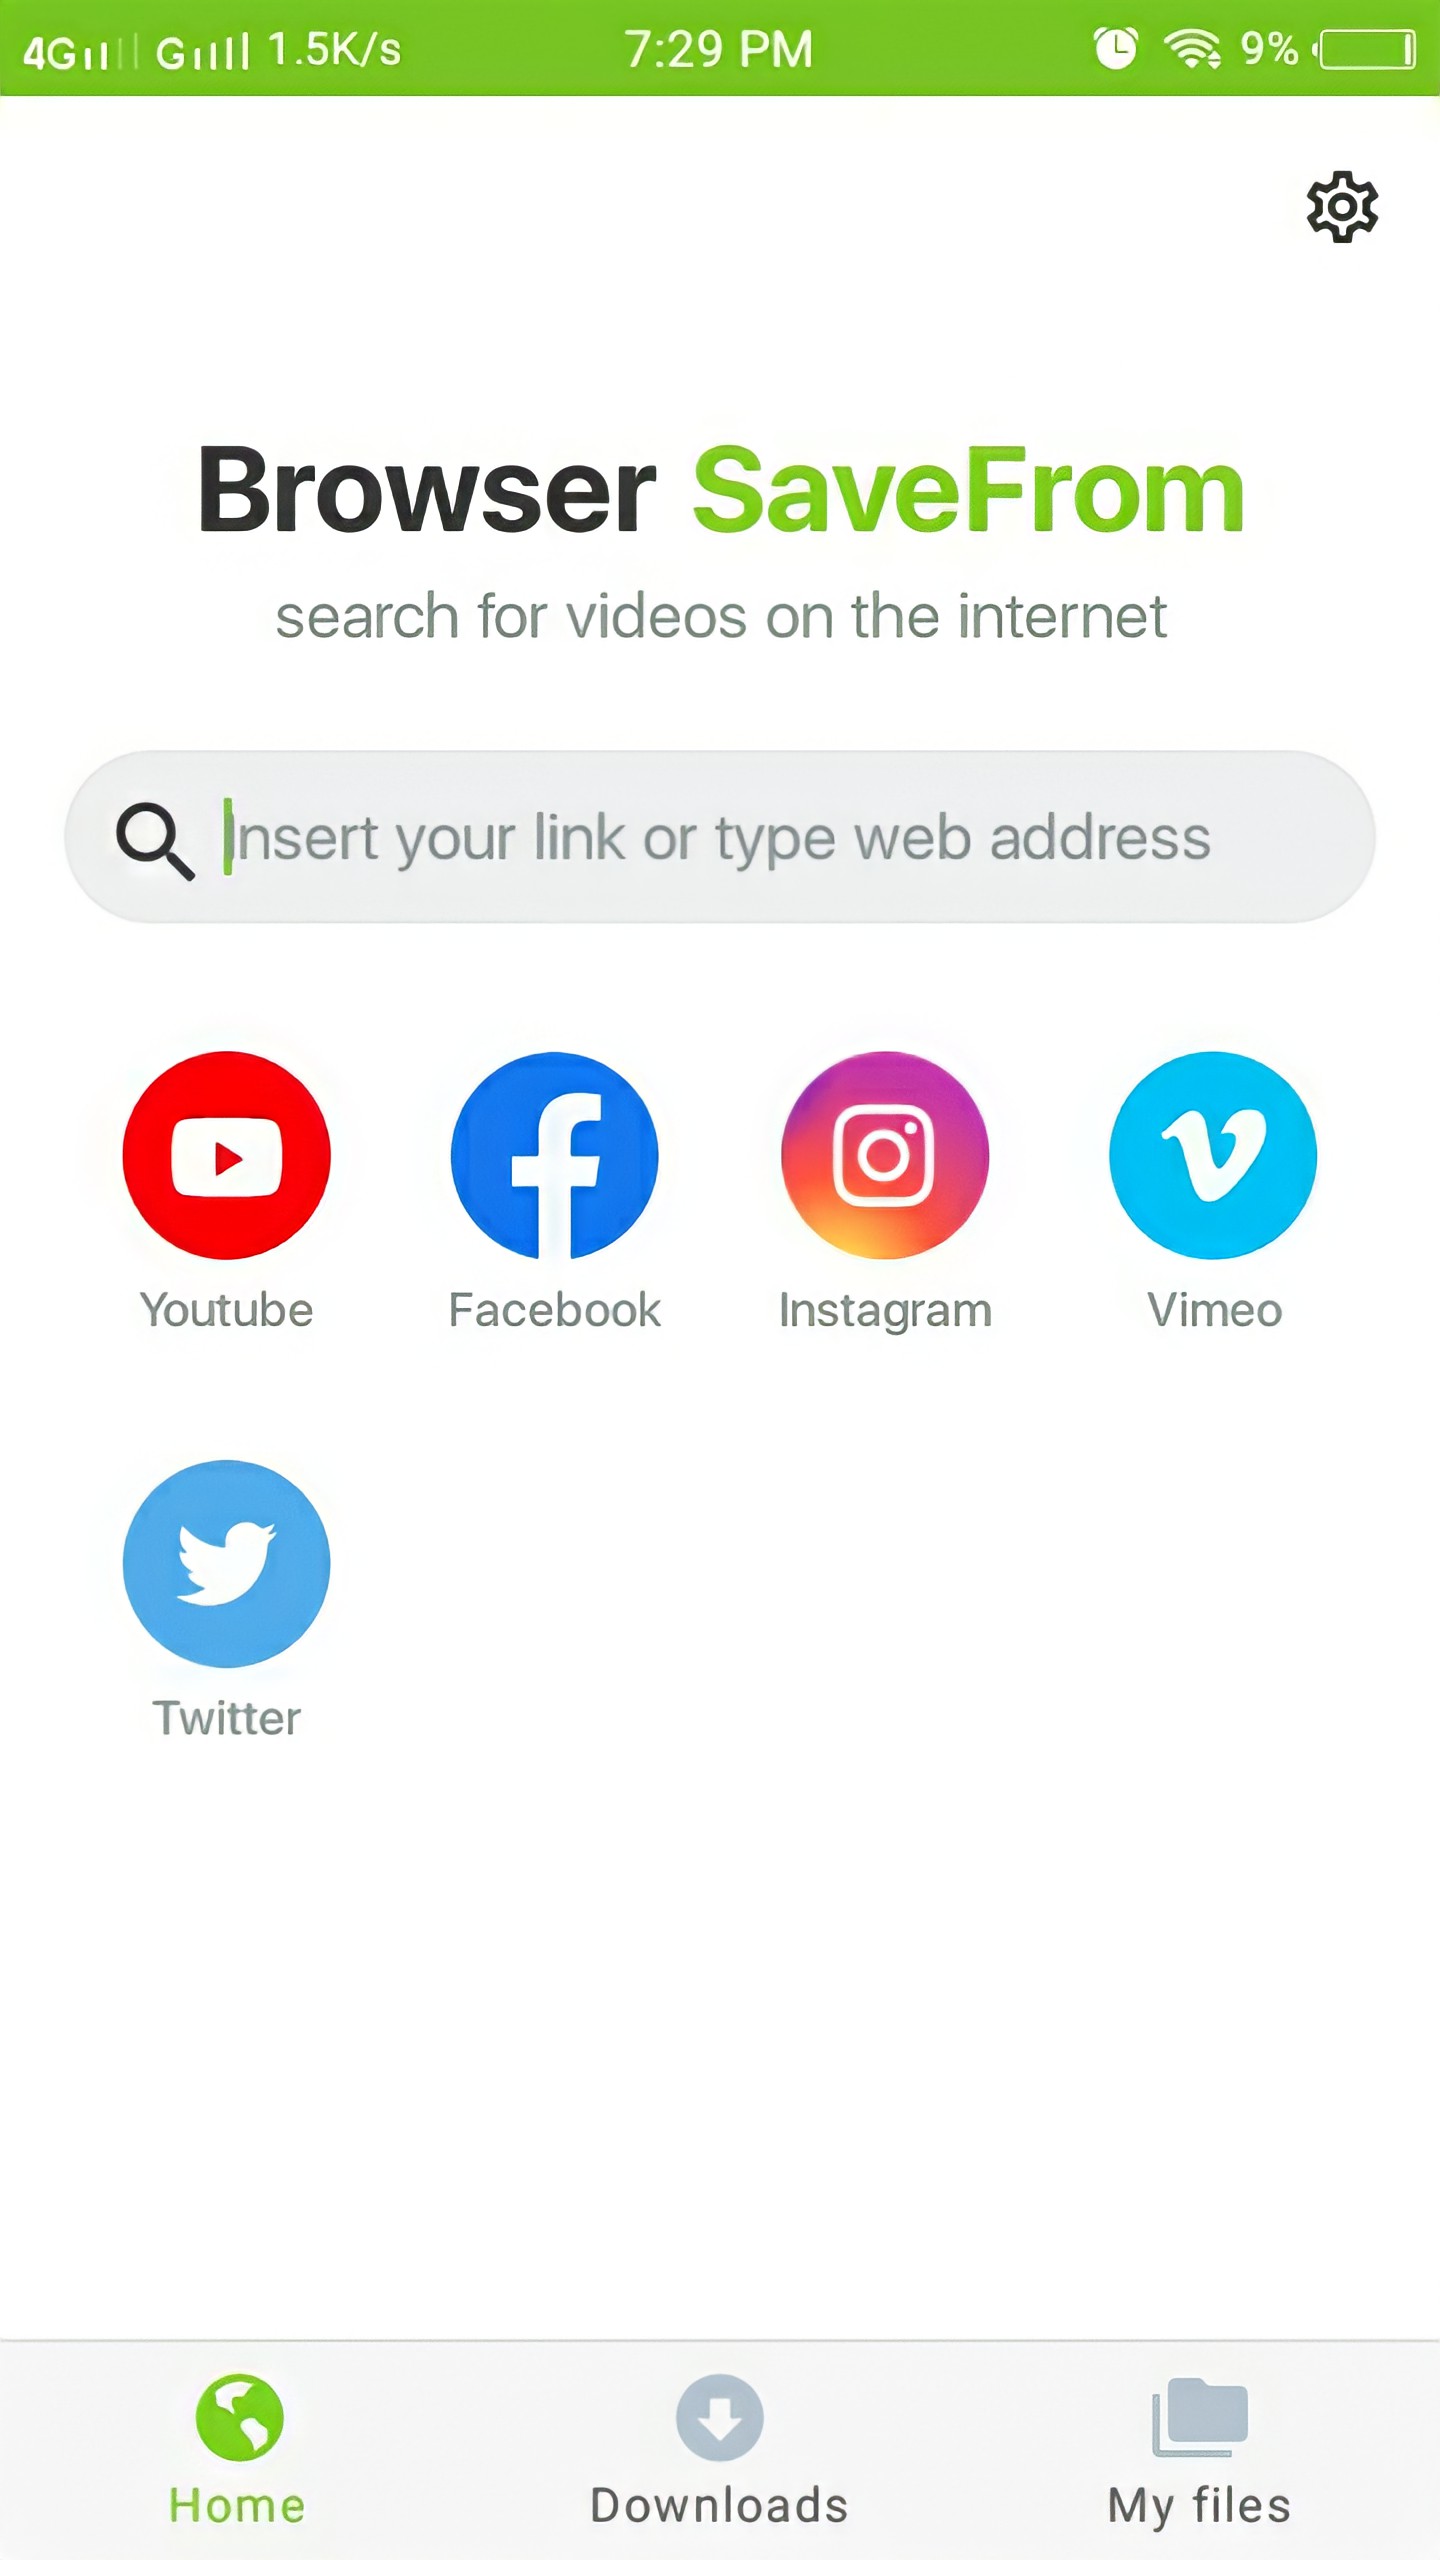 4G G 1.5K/s 7:29 PM 9%
Browser SaveFrom
search for videos on the internet
Insert your link or type web address
Youtube Facebook Instagram Vimeo
Twitter
Home Downloads My files